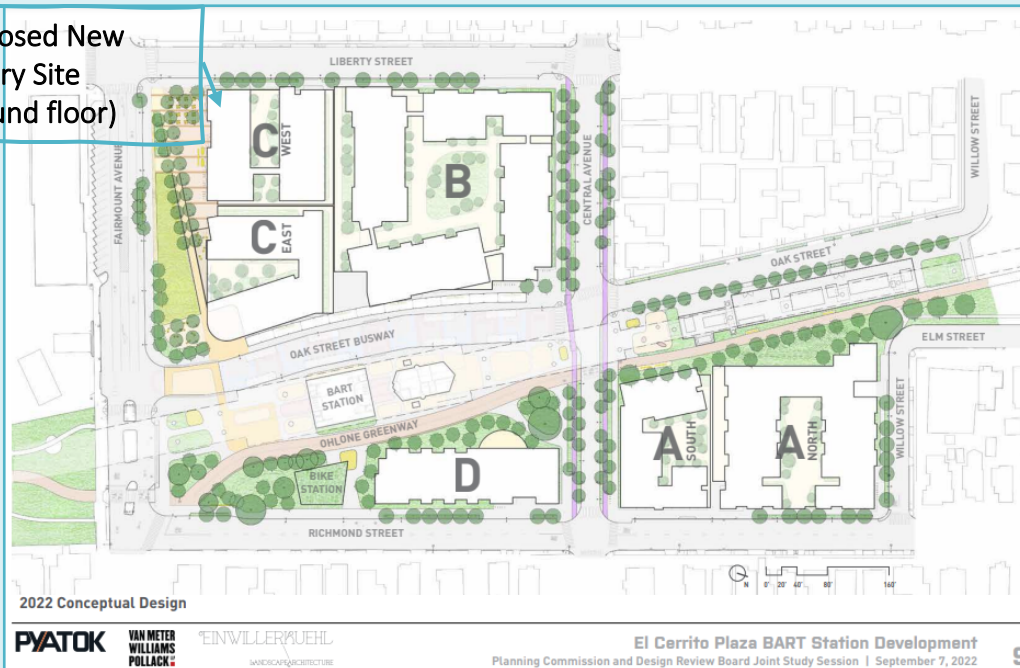 osed New
ry Site
und floor)
LIBERTY STREET
FAIRMOUNT AVENUE
C WEST
B
CENTRAL AVENUE
WILLOW STREET
C EAST
OAK STREET
OAK STREET BUSWAY
ELM STREET
BART
STATION
OHLONE GREENWAY
A SOUTH
A NORTH
WILLOW STREET
BIKE
STATION
D
RICHMOND STREET
N 0' 20' 40' 80' 160'
2022 Conceptual Design
PYATOK
VAN METER
WILLIAMS
POLLACK
EINWILLERKUEHL
LANDSCAPE ARCHITECTURE
El Cerrito Plaza BART Station Development
Planning Commission and Design Review Board Joint Study Session | September 7, 2022